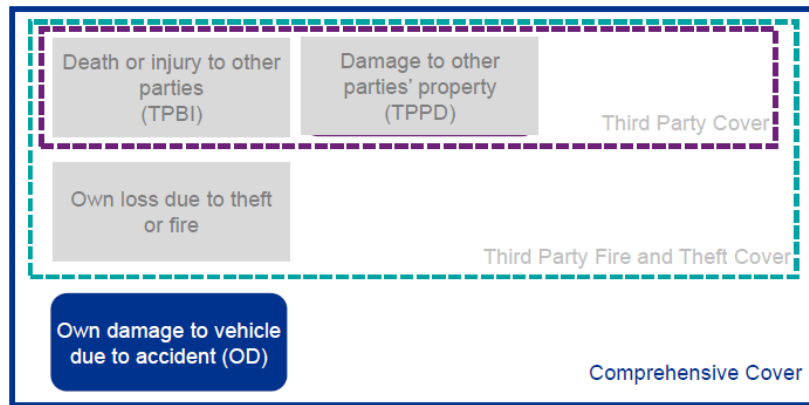 Death or injury to other
parties
(TPBI)
Damage to other
parties' property
(TPPD)
Third Party Cover
Own loss due to theft
or fire
Third Party Fire and Theft Cover
Own damage to vehicle
due to accident (OD)
Comprehensive Cover